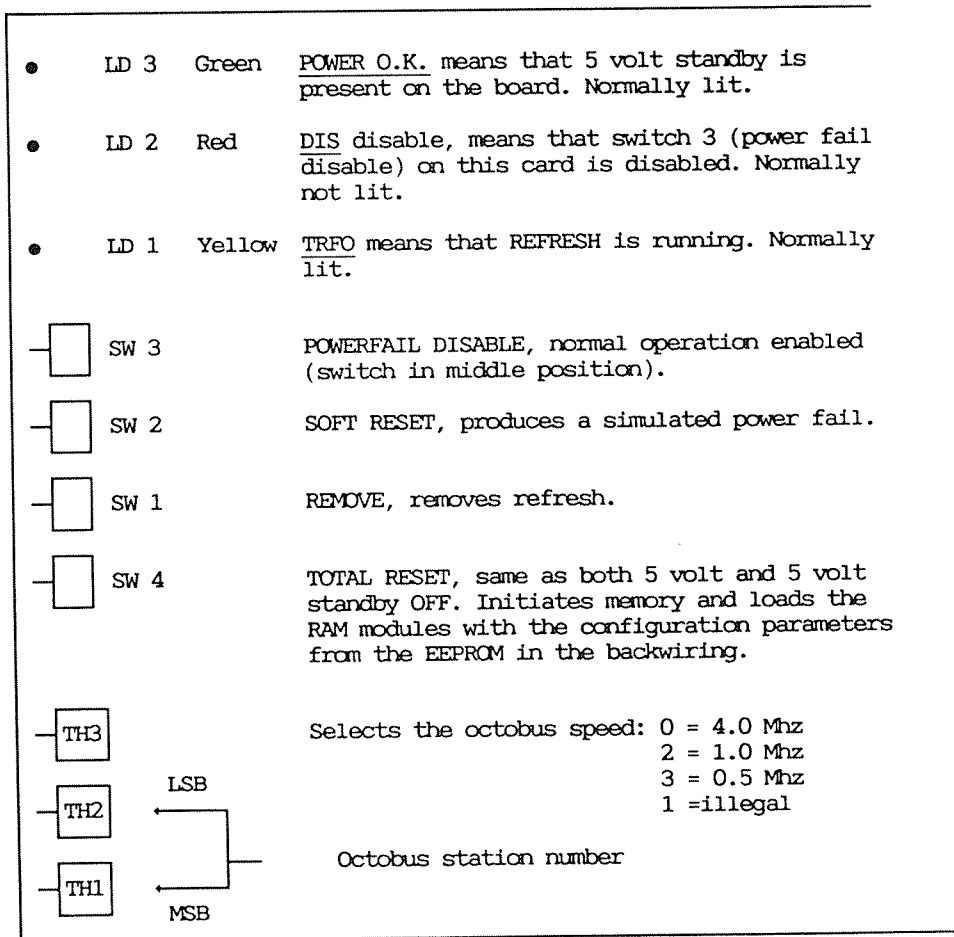 LD 3 Green POWER O.K. means that 5 volt standby is
present on the board. Normally lit.
LD 2 Red DIS disable, means that switch 3 (power fail
disable) on this card is disabled. Normally
not lit.
LD 1 Yellow TRFO means that REFRESH is running. Normally
lit.
SW 3 POWERFAIL DISABLE, normal operation enabled
(switch in middle position).
SW 2 SOFT RESET, produces a simulated power fail.
SW 1 REMOVE, removes refresh.
SW 4 TOTAL RESET, same as both 5 volt and 5 volt
standby OFF. Initiates memory and loads the
RAM modules with the configuration parameters
from the EEPROM in the backwiring.
TH3 Selects the octobus speed: 0 = 4.0 Mhz
2 = 1.0 Mhz
3 = 0.5 Mhz
1 =illegal
LSB
TH2
Octobus station number
TH1
MSB